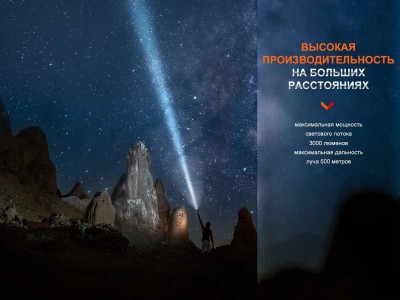 ВЫСОКАЯ
ПРОИЗВОДИТЕЛЬНОСТЬ
НА БОЛЬШИХ
РАССТОЯНИЯХ
максимальная мощность
светового потока
3000 люменов
максимальная дальность
луча 500 метров